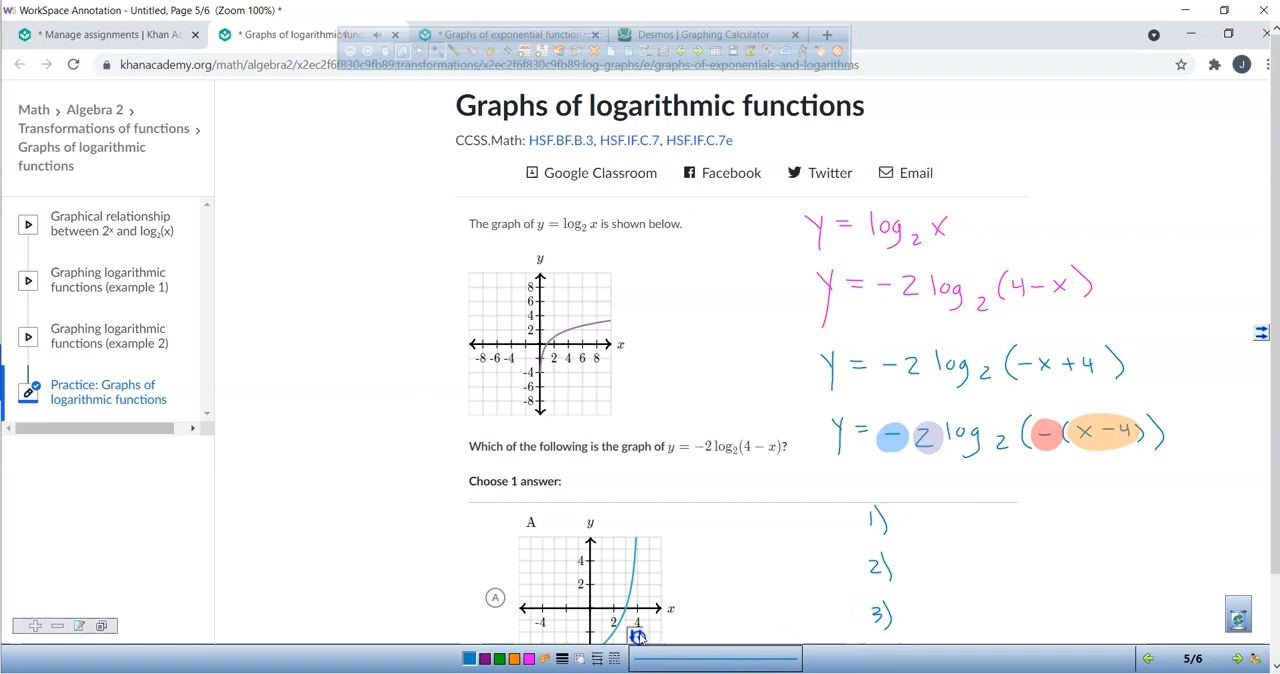 WorkSpace Annotation - Untitled, Page 5/6 (Zoom 100%) *
* Manage assignments | Khan Ac
* Graphs of logarithmic func
* Graphs of exponential function
Desmos | Graphing Calculator
khanacademy.org/math/algebra2/x2ec2f6f830c9fb89:transformations/x2ec2f6f830c9fb89:log-graphs/e/graphs-of-exponentials-and-logarithms
J
Math > Algebra 2 >
Transformations of functions >
Graphs of logarithmic
functions
Graphical relationship
between 2ˣ and log₂(x)
Graphing logarithmic
functions (example 1)
Graphing logarithmic
functions (example 2)
Practice: Graphs of
logarithmic functions
Graphs of logarithmic functions
CCSS.Math: HSF.BF.B.3, HSF.IF.C.7, HSF.IF.C.7e
Google Classroom Facebook Twitter Email
The graph of y = log₂ x is shown below.
y
8
6
4
2
-8 -6 -4 2 4 6 8 x
-4
-6
-8
Which of the following is the graph of y = −2 log₂(4 − x)?
Choose 1 answer:
A y
A
4
2
-4 2 4 x
y = log₂ x
y = -2 log₂ (4-x)
y = -2 log₂ (-x+4)
y = -2 log₂ (-(x-4))
1)
2)
3)
5/6